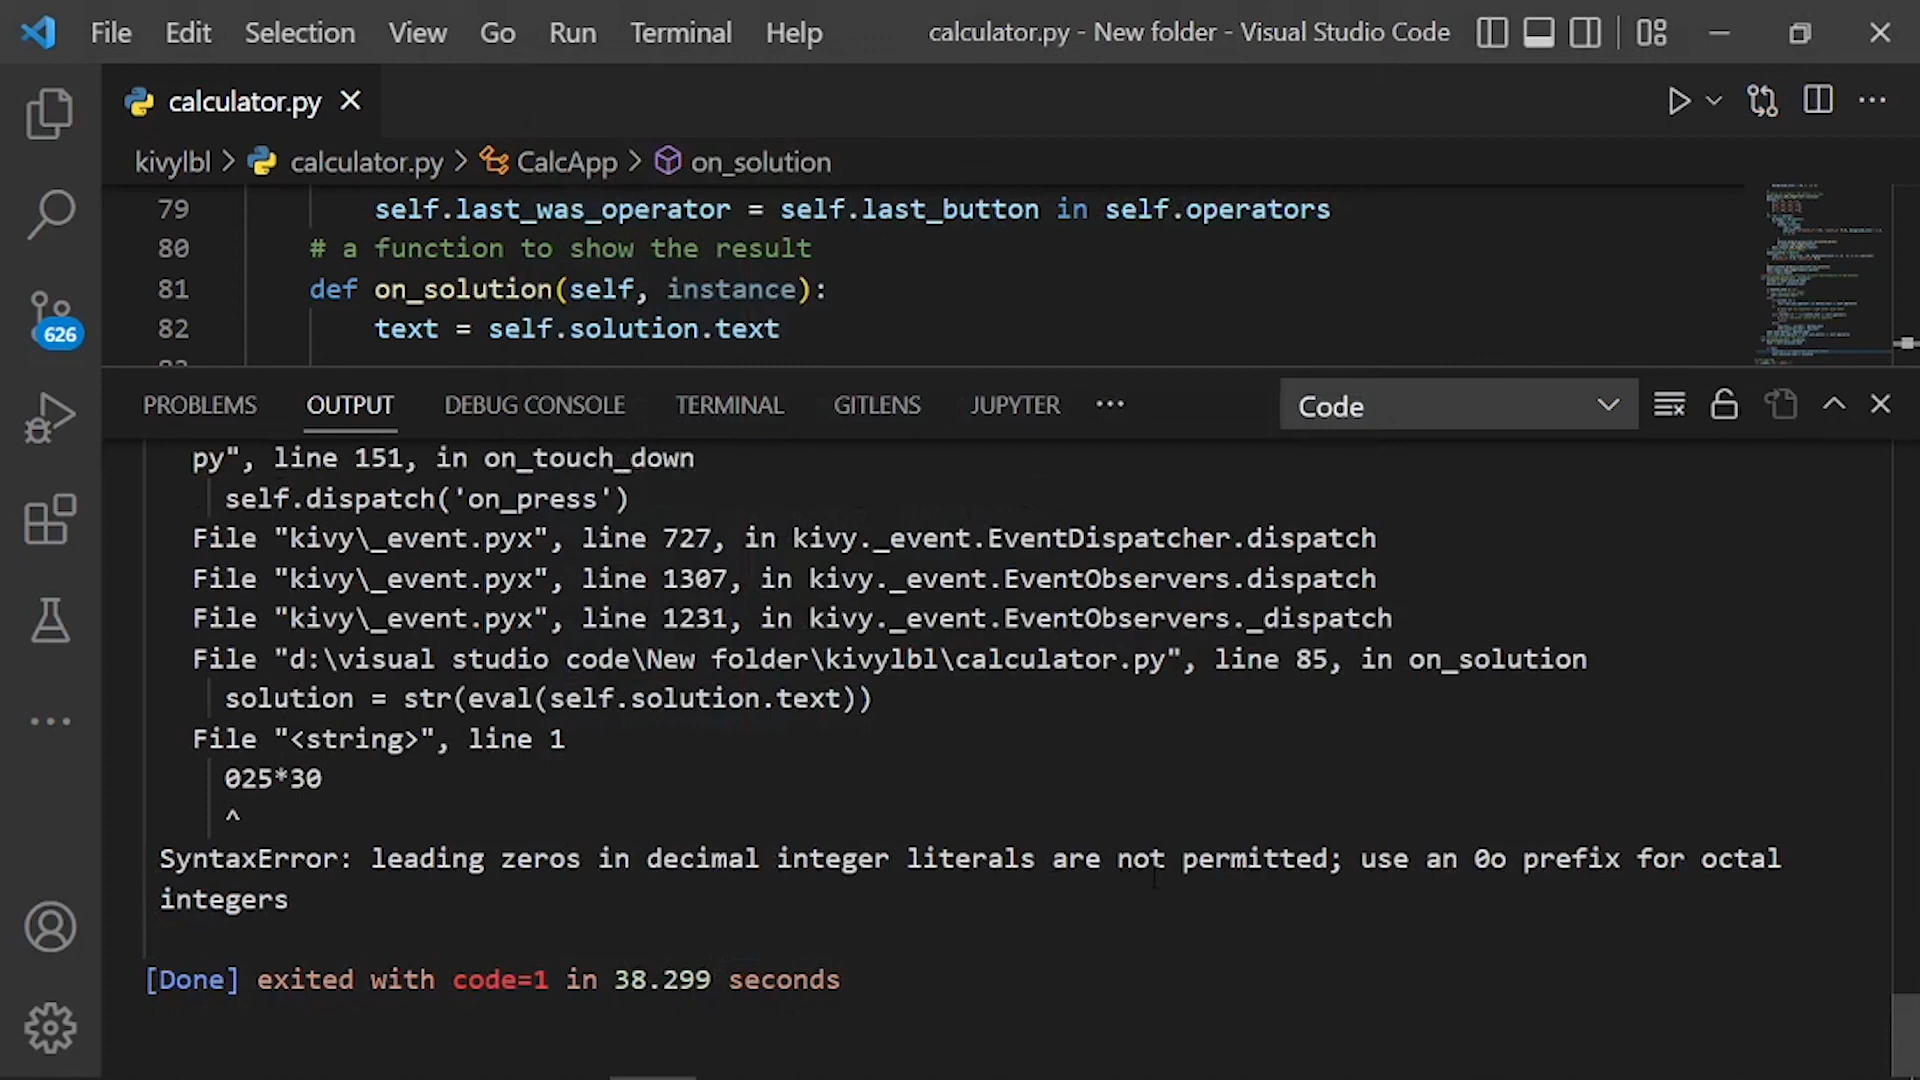 File Edit Selection View Go Run Terminal Help calculator.py - New folder - Visual Studio Code
calculator.py
kivylbl > calculator.py > CalcApp > on_solution
79 self.last_was_operator = self.last_button in self.operators
80 # a function to show the result
81 def on_solution(self, instance):
82 text = self.solution.text
626
PROBLEMS OUTPUT DEBUG CONSOLE TERMINAL GITLENS JUPYTER ··· Code
py", line 151, in on_touch_down
self.dispatch('on_press')
File "kivy\_event.pyx", line 727, in kivy._event.EventDispatcher.dispatch
File "kivy\_event.pyx", line 1307, in kivy._event.EventObservers.dispatch
File "kivy\_event.pyx", line 1231, in kivy._event.EventObservers._dispatch
File "d:\visual studio code\New folder\kivylbl\calculator.py", line 85, in on_solution
solution = str(eval(self.solution.text))
File "<string>", line 1
025*30
^
SyntaxError: leading zeros in decimal integer literals are not permitted; use an 0o prefix for octal
integers
[Done] exited with code=1 in 38.299 seconds